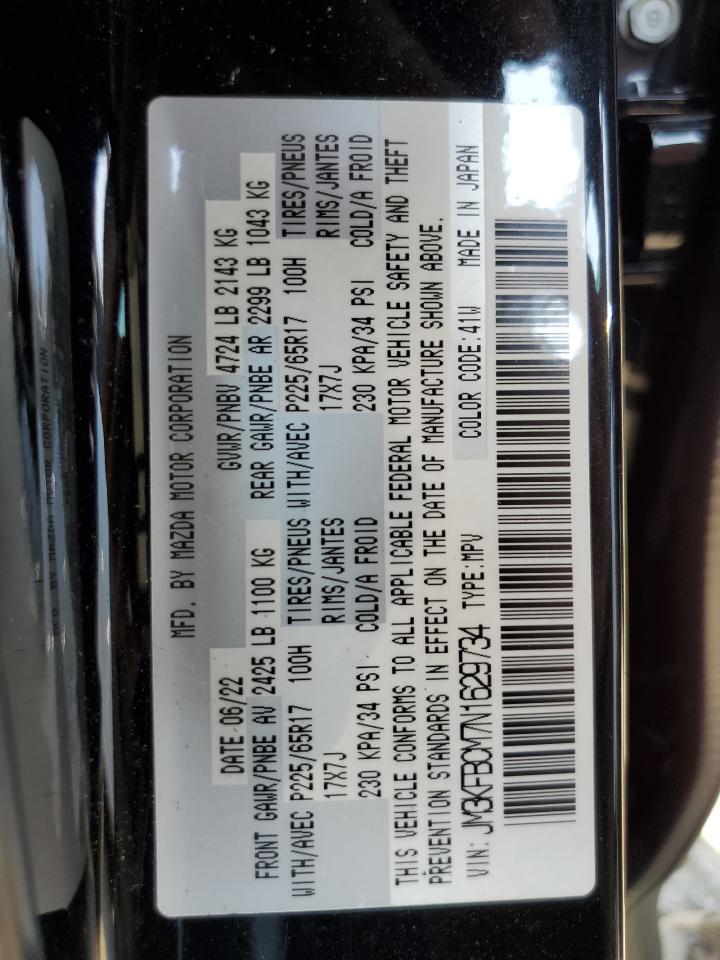 MFD. BY MAZDA MOTOR CORPORATION
DATE 06/22 GVWR/PNBV 4724 LB 2143 KG
FRONT GAWR/PNBE AV 2425 LB 1100 KG REAR GAWR/PNBE AR 2299 LB 1043 KG
WITH/AVEC P225/65R17 100H TIRES/PNEUS WITH/AVEC P225/65R17 100H TIRES/PNEUS
17X7J RIMS/JANTES 17X7J RIMS/JANTES
230 KPA/34 PSI COLD/A FROID 230 KPA/34 PSI COLD/A FROID
THIS VEHICLE CONFORMS TO ALL APPLICABLE FEDERAL MOTOR VEHICLE SAFETY AND THEFT
PREVENTION STANDARDS IN EFFECT ON THE DATE OF MANUFACTURE SHOWN ABOVE.
VIN: JM3KFBCM7N1629734 TYPE:MPV COLOR CODE:41W MADE IN JAPAN